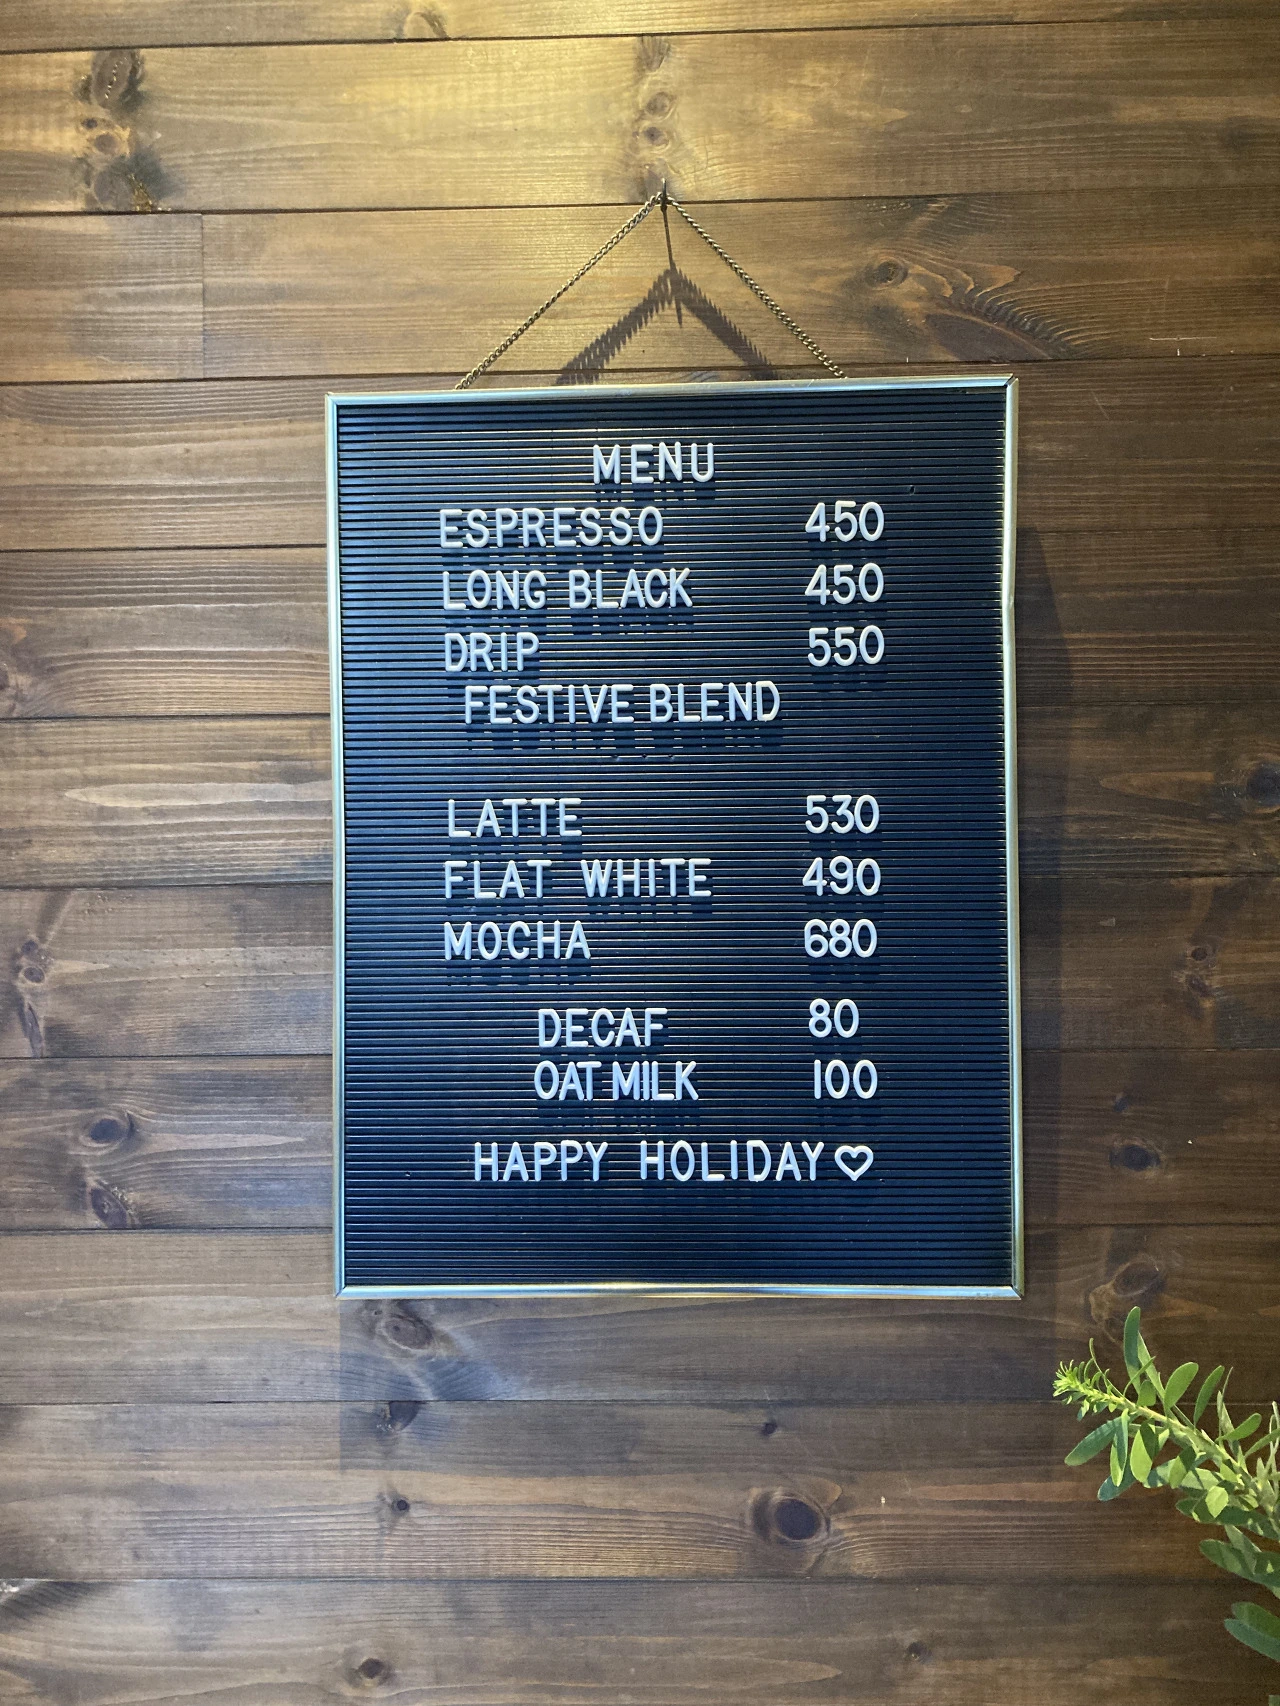 MENU
ESPRESSO 450
LONG BLACK 450
DRIP 550
FESTIVE BLEND
LATTE 530
FLAT WHITE 490
MOCHA 680
DECAF 80
OAT MILK 100
HAPPY HOLIDAY♡